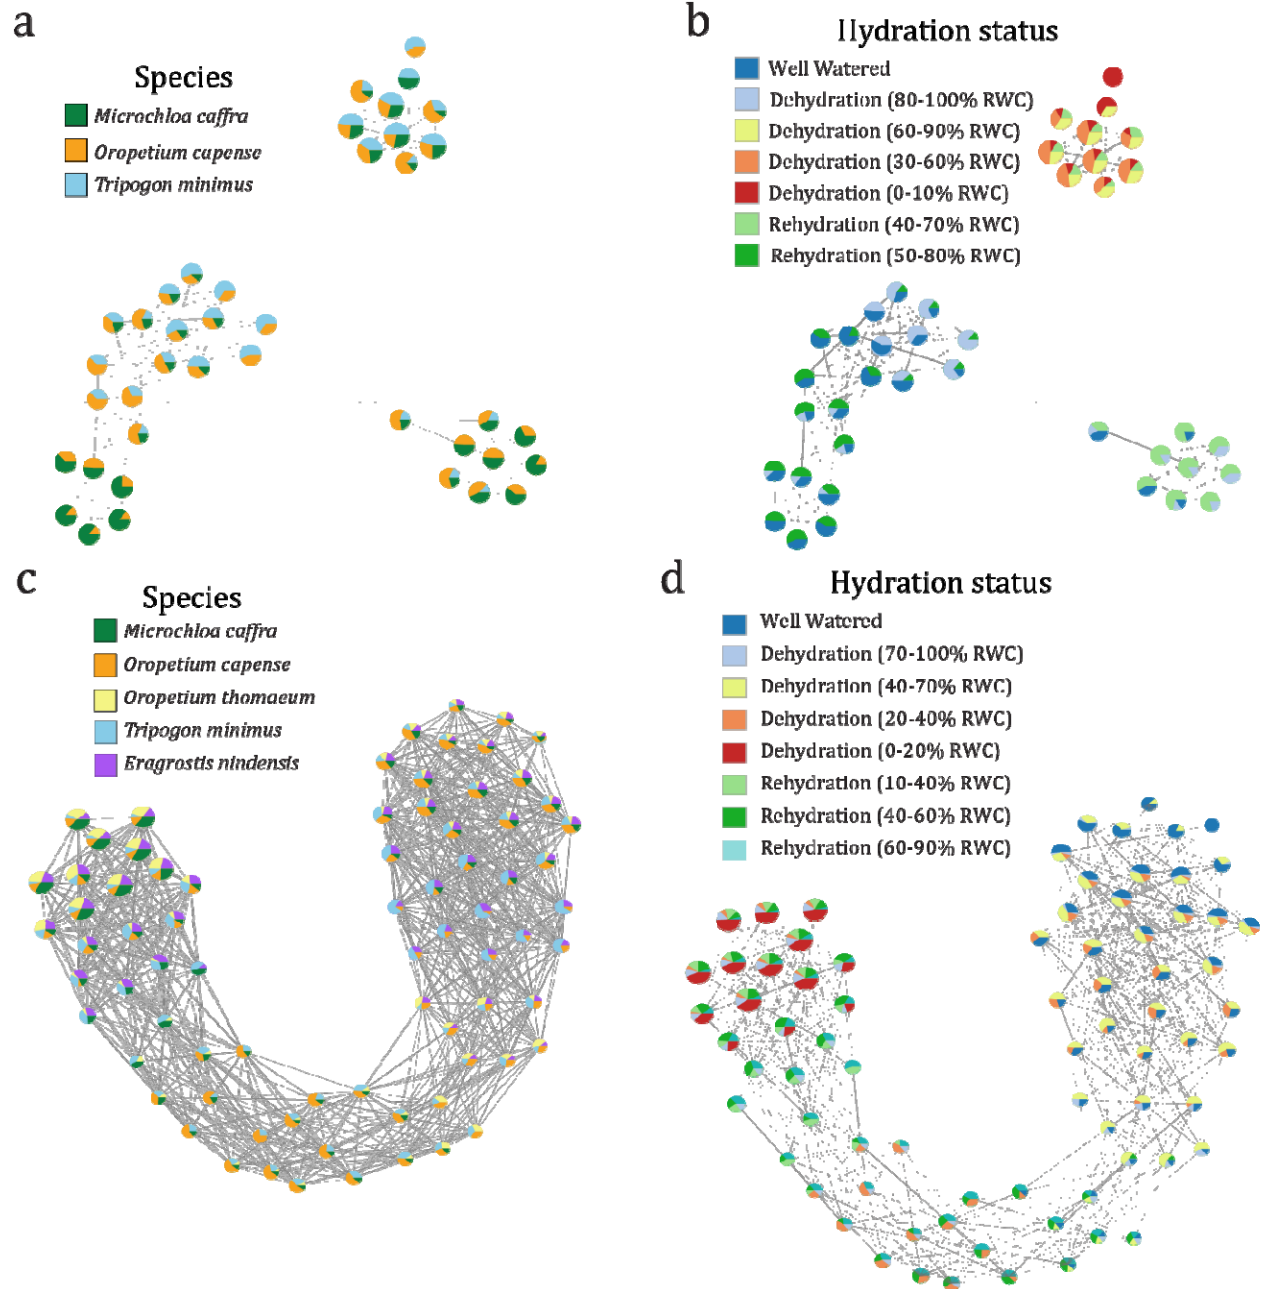 a
Species
Microchloa caffra
Oropetium capense
Tripogon minimus
b
Hydration status
Well Watered
Dehydration (80-100% RWC)
Dehydration (60-90% RWC)
Dehydration (30-60% RWC)
Dehydration (0-10% RWC)
Rehydration (40-70% RWC)
Rehydration (50-80% RWC)
c
Species
Microchloa caffra
Oropetium capense
Oropetium thomaeum
Tripogon minimus
Eragrostis nindensis
d
Hydration status
Well Watered
Dehydration (70-100% RWC)
Dehydration (40-70% RWC)
Dehydration (20-40% RWC)
Dehydration (0-20% RWC)
Rehydration (10-40% RWC)
Rehydration (40-60% RWC)
Rehydration (60-90% RWC)